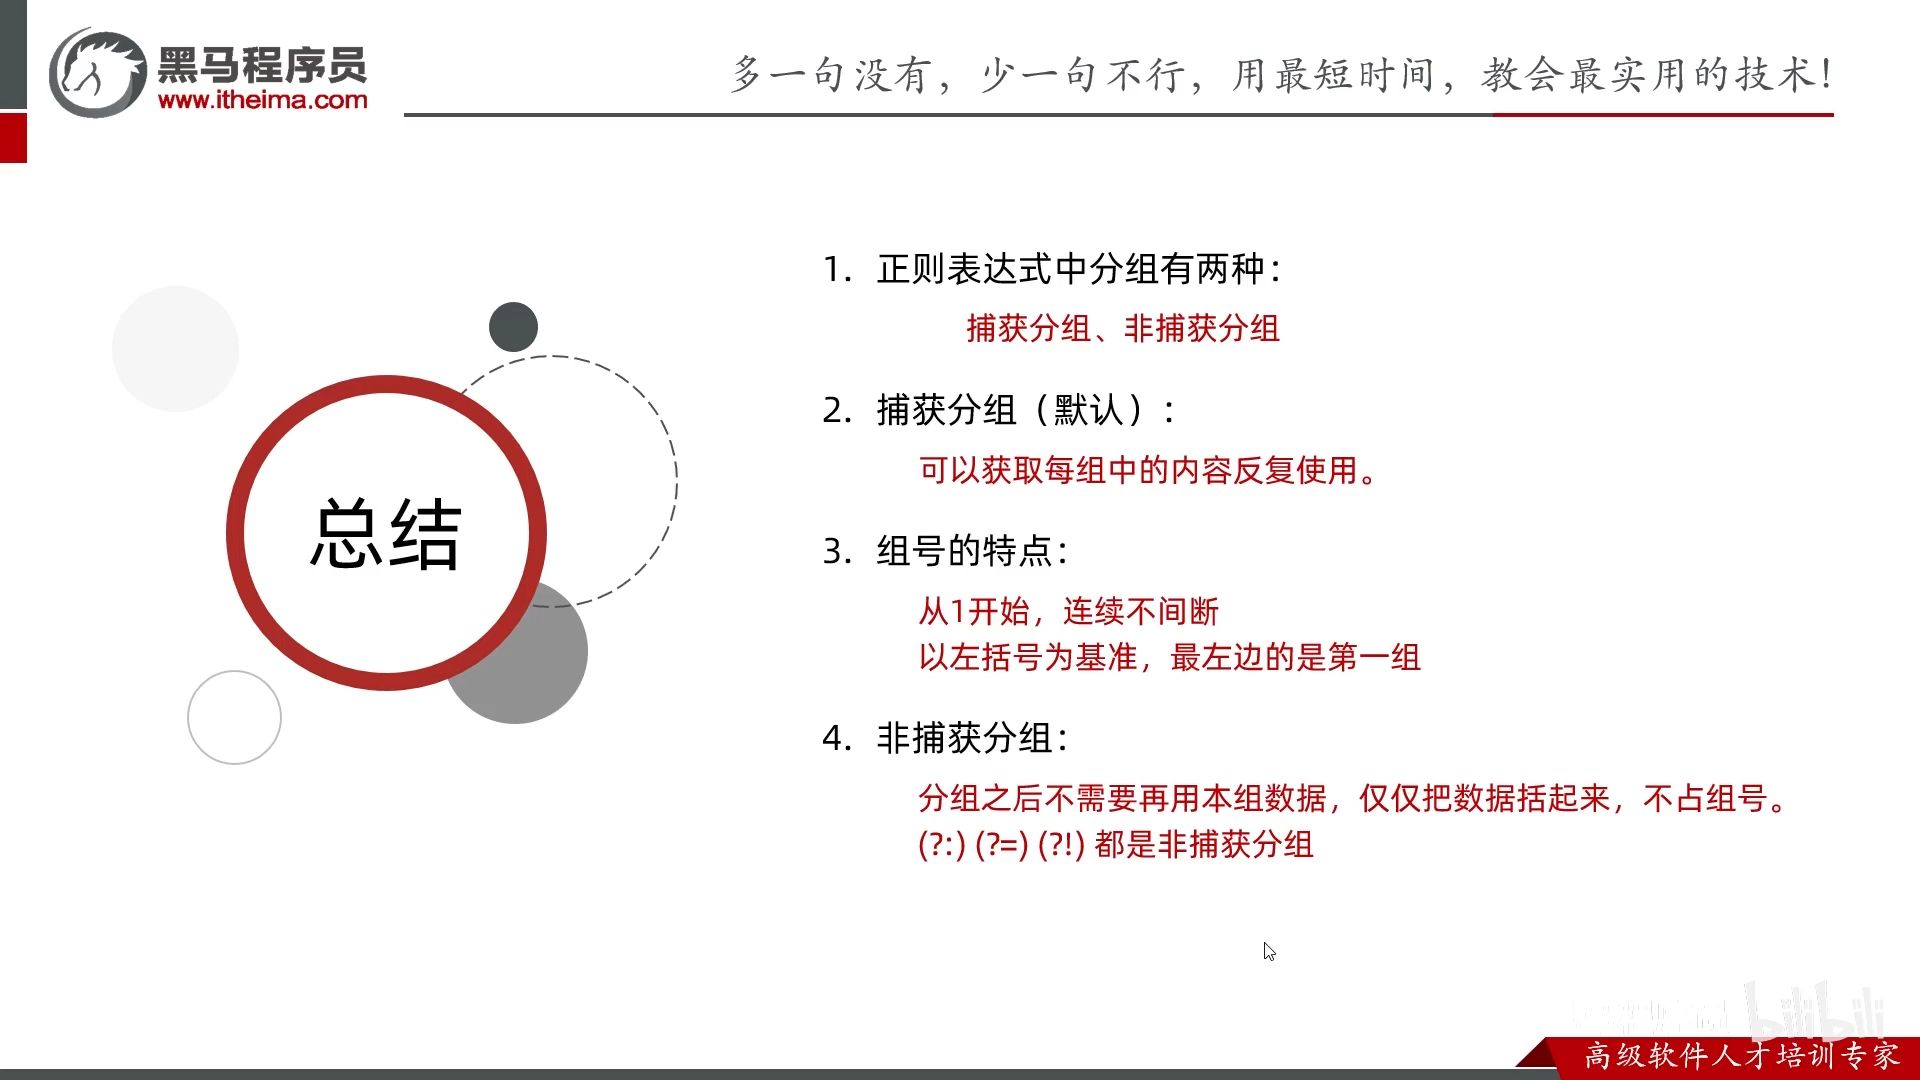 黑马程序员
www.itheima.com
多一句没有，少一句不行，用最短时间，教会最实用的技术！
总结
1. 正则表达式中分组有两种：
捕获分组、非捕获分组
2. 捕获分组（默认）：
可以获取每组中的内容反复使用。
3. 组号的特点：
从1开始，连续不间断
以左括号为基准，最左边的是第一组
4. 非捕获分组：
分组之后不需要再用本组数据，仅仅把数据括起来，不占组号。
(?:) (?=) (?!) 都是非捕获分组
bilibili
高级软件人才培训专家